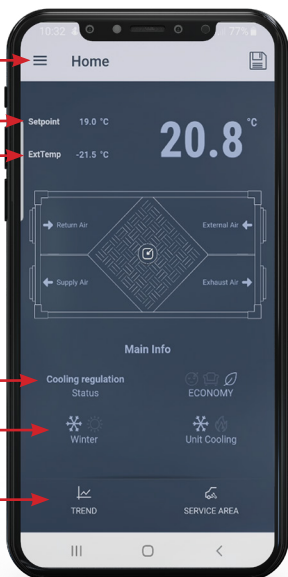 10:32
77%
Home
Setpoint 19.0 °C
20.8 °C
ExtTemp -21.5 °C
Return Air
External Air
Supply Air
Exhaust Air
Main Info
Cooling regulation
Status
ECONOMY
Winter
Unit Cooling
TREND
SERVICE AREA